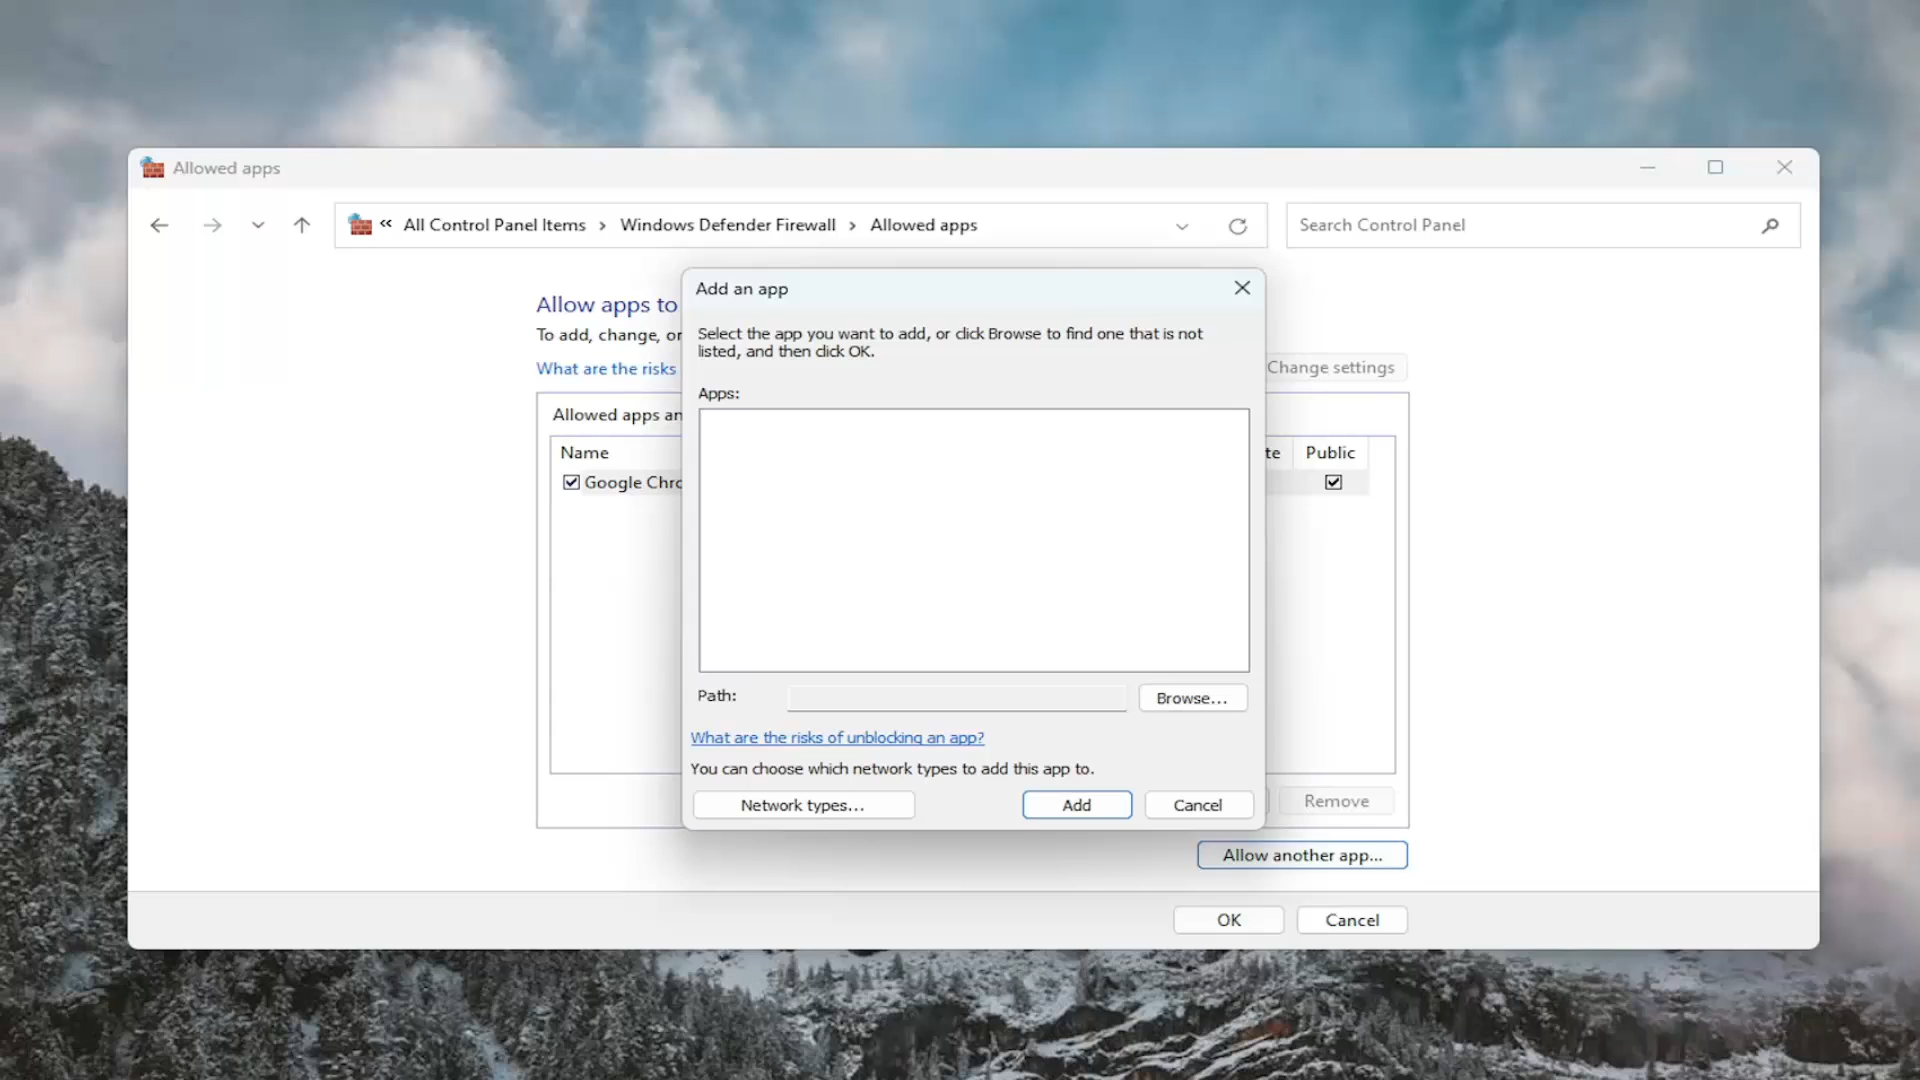 Allowed apps
« All Control Panel Items > Windows Defender Firewall > Allowed apps
Search Control Panel
Add an app
Select the app you want to add, or click Browse to find one that is not
listed, and then click OK.
Apps:
Path:
Browse...
What are the risks of unblocking an app?
You can choose which network types to add this app to.
Network types...
Add
Cancel
Allow apps to
To add, change, or
What are the risks
Change settings
Allowed apps an
Name
te
Public
Google Chro
Remove
Allow another app...
OK
Cancel